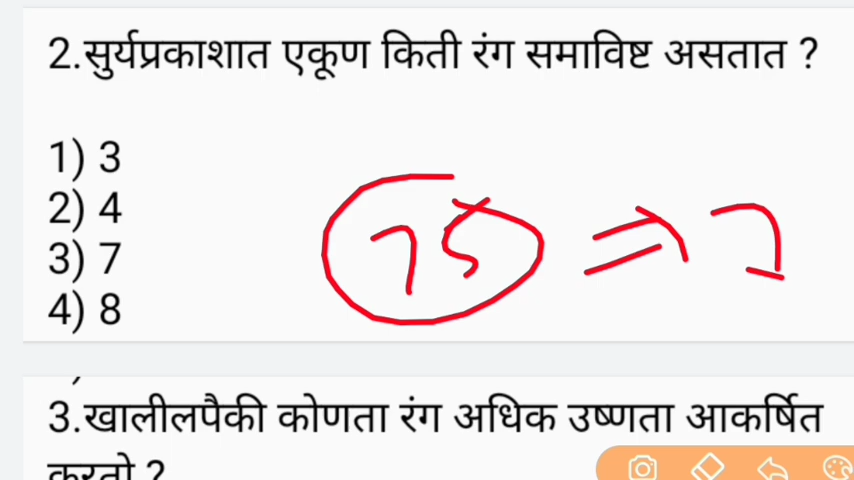 2.सुर्यप्रकाशात एकूण किती रंग समाविष्ट असतात ?
1) 3
2) 4
3) 7
4) 8
75 ⇒ 7
3.खालीलपैकी कोणता रंग अधिक उष्णता आकर्षित
करतो ?